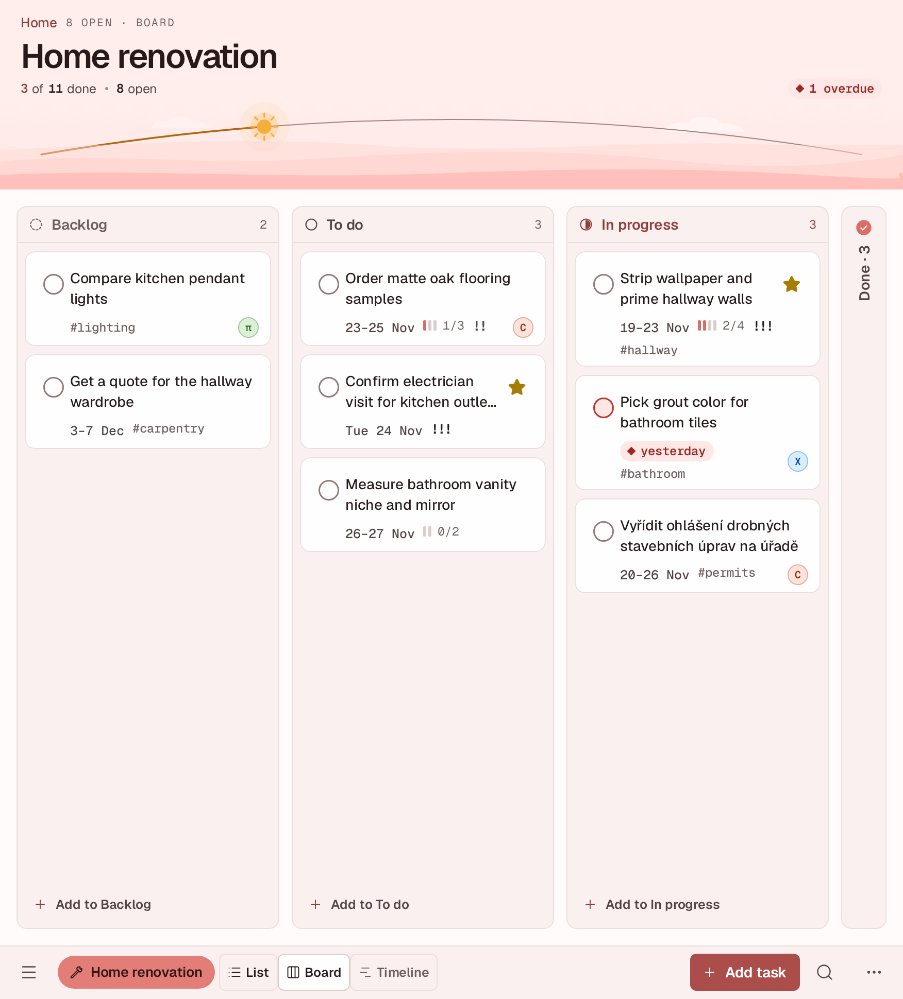 Home 8 OPEN · BOARD
Home renovation
3 of 11 done • 8 open
1 overdue
Backlog 2
Compare kitchen pendant
lights
#lighting π
Get a quote for the hallway
wardrobe
3–7 Dec #carpentry
Add to Backlog
To do 3
Order matte oak flooring
samples
23–25 Nov 1/3 !! C
Confirm electrician
visit for kitchen outle…
Tue 24 Nov !!!
Measure bathroom vanity
niche and mirror
26–27 Nov 0/2
Add to To do
In progress 3
Strip wallpaper and
prime hallway walls
19–23 Nov 2/4 !!!
#hallway
Pick grout color for
bathroom tiles
yesterday
#bathroom X
Vyřídit ohlášení drobných
stavebních úprav na úřadě
20–26 Nov #permits C
Add to In progress
Done · 3
Home renovation List Board Timeline Add task